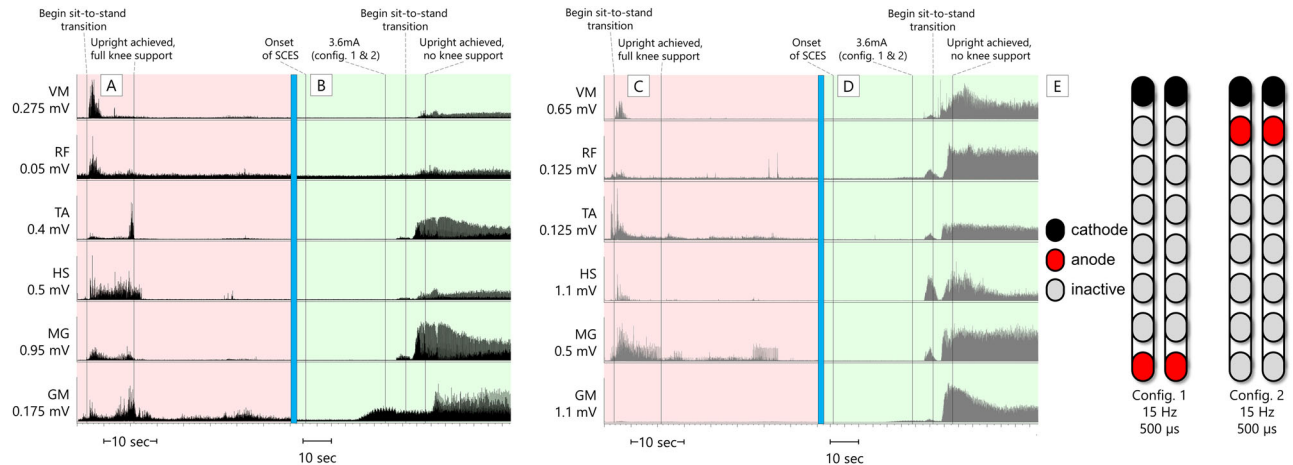 Begin sit-to-stand
transition
Upright achieved,
full knee support
Onset
of SCES
3.6mA
(config. 1 & 2)
Begin sit-to-stand
transition
Upright achieved,
no knee support
A
B
VM
0.275 mV
RF
0.05 mV
TA
0.4 mV
HS
0.5 mV
MG
0.95 mV
GM
0.175 mV
10 sec
10 sec
Begin sit-to-stand
transition
Upright achieved,
full knee support
Onset
of SCES
3.6mA
(config. 1 & 2)
Begin sit-to-stand
transition
Upright achieved,
no knee support
C
D
VM
0.65 mV
RF
0.125 mV
TA
0.125 mV
HS
1.1 mV
MG
0.5 mV
GM
1.1 mV
10 sec
10 sec
E
cathode
anode
inactive
Config. 1
15 Hz
500 µs
Config. 2
15 Hz
500 µs